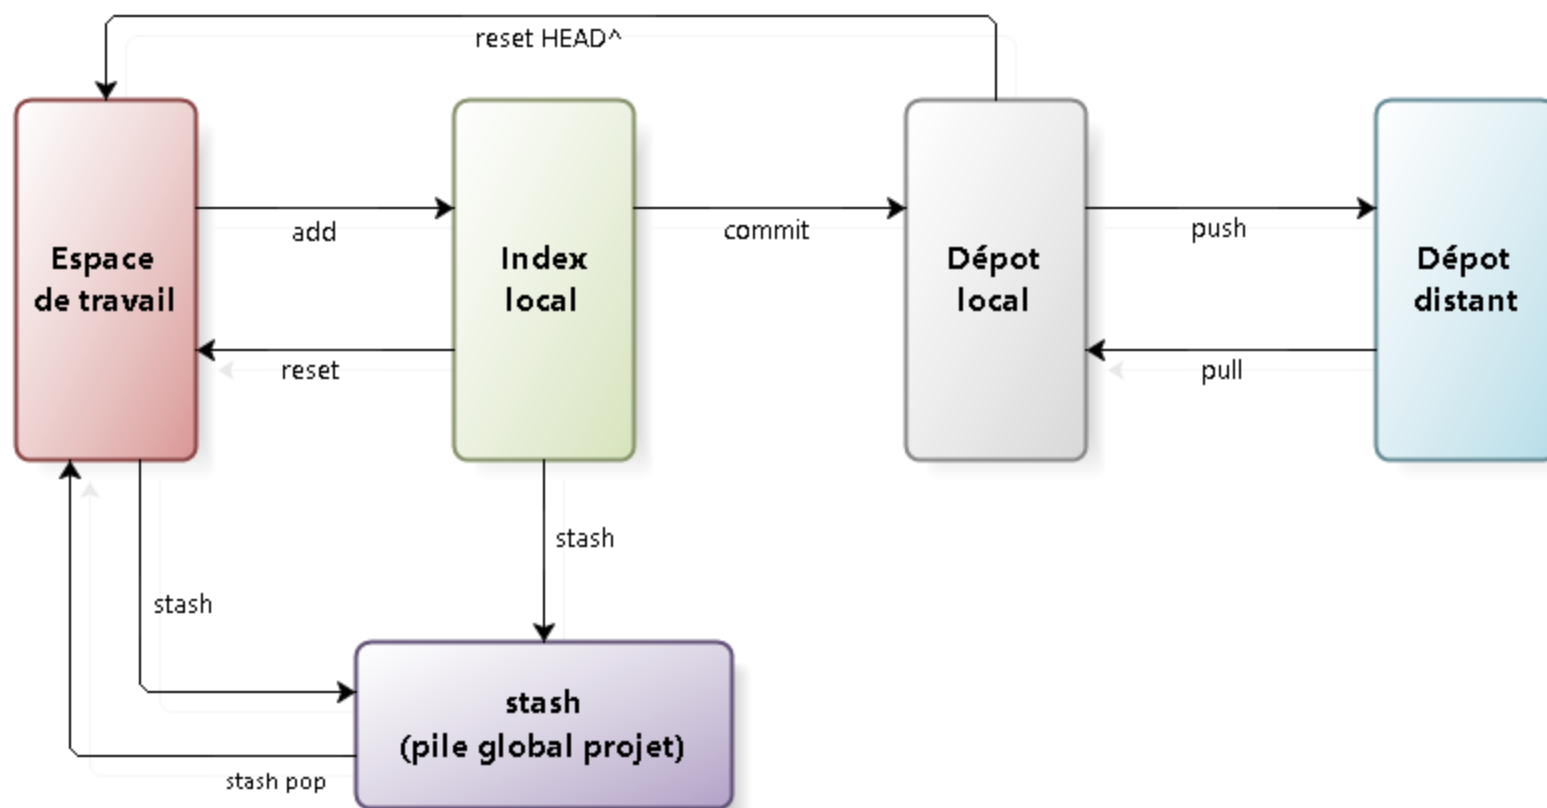 reset HEAD^
add
commit
push
Espace
de travail
Index
local
Dépot
local
Dépot
distant
reset
pull
stash
stash
stash
(pile global projet)
stash pop